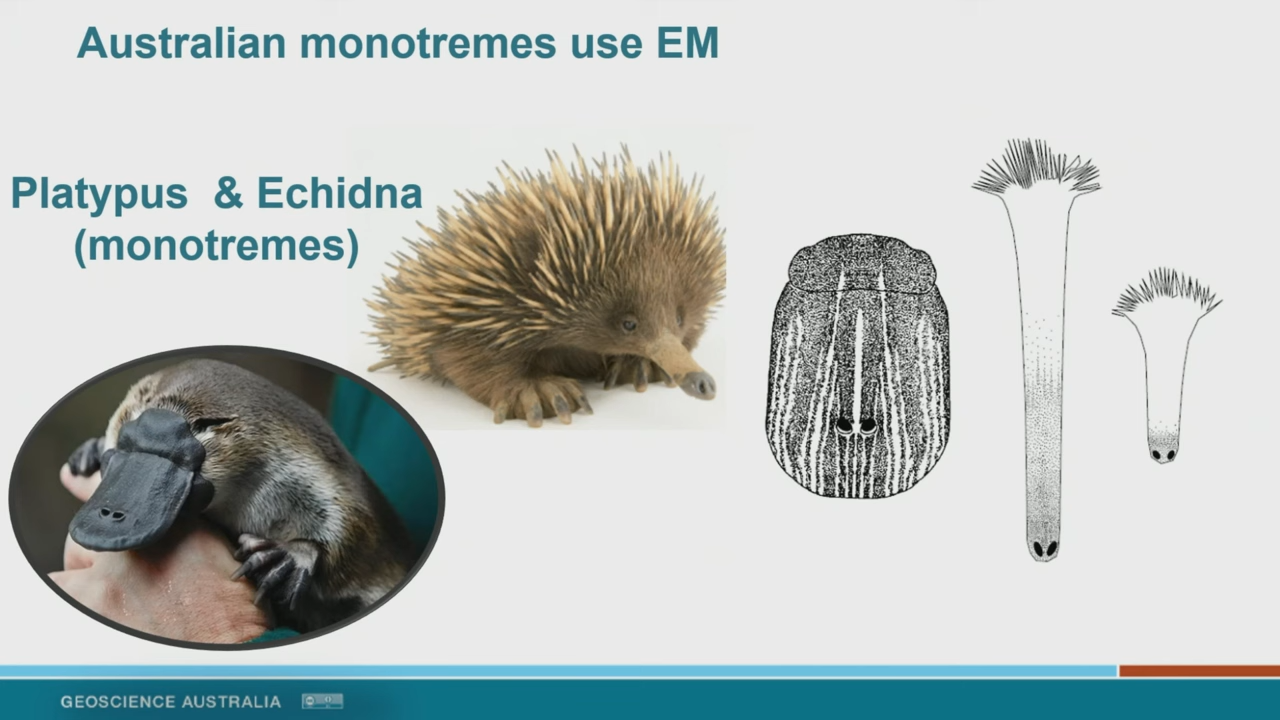 Australian monotremes use EM
Platypus & Echidna
(monotremes)
GEOSCIENCE AUSTRALIA